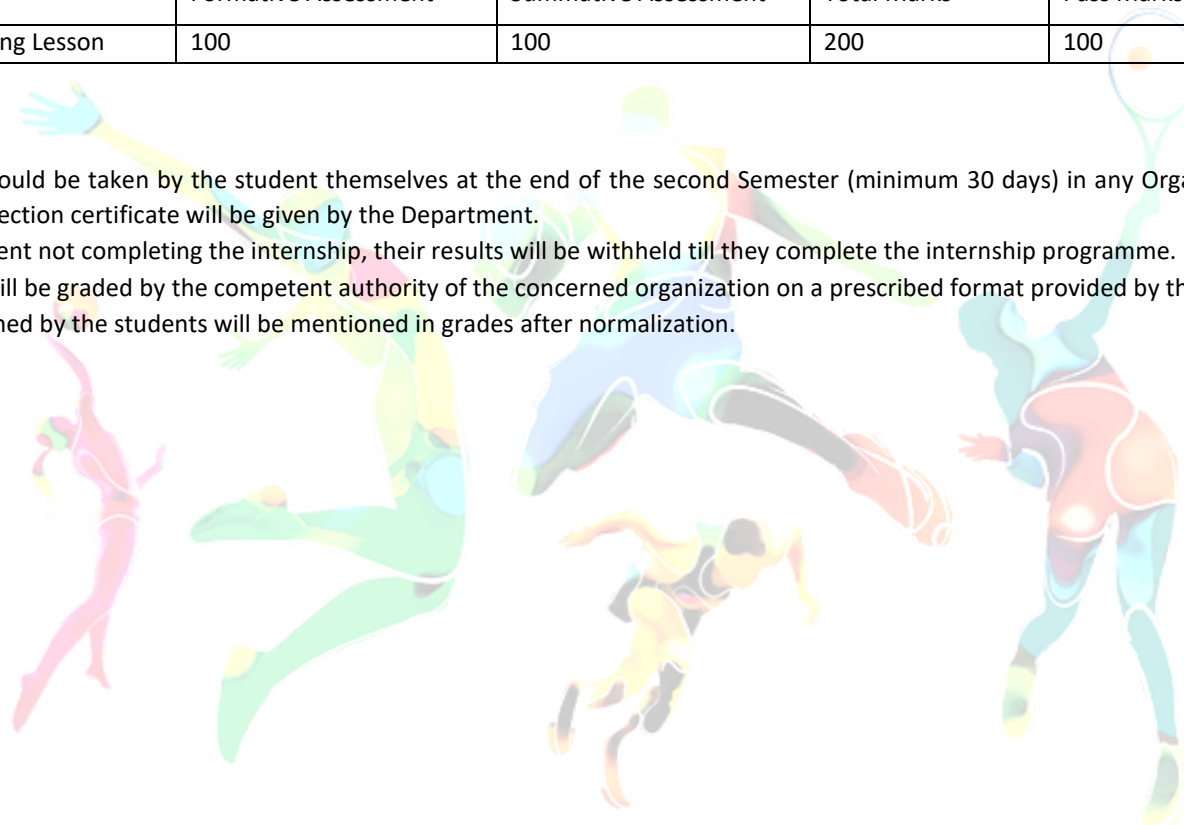 Formative Assessment Summative Assessment Total Marks Pass Marks
ng Lesson 100 100 200 100
ould be taken by the student themselves at the end of the second Semester (minimum 30 days) in any Orga
ection certificate will be given by the Department.
ent not completing the internship, their results will be withheld till they complete the internship programme.
ill be graded by the competent authority of the concerned organization on a prescribed format provided by th
ned by the students will be mentioned in grades after normalization.